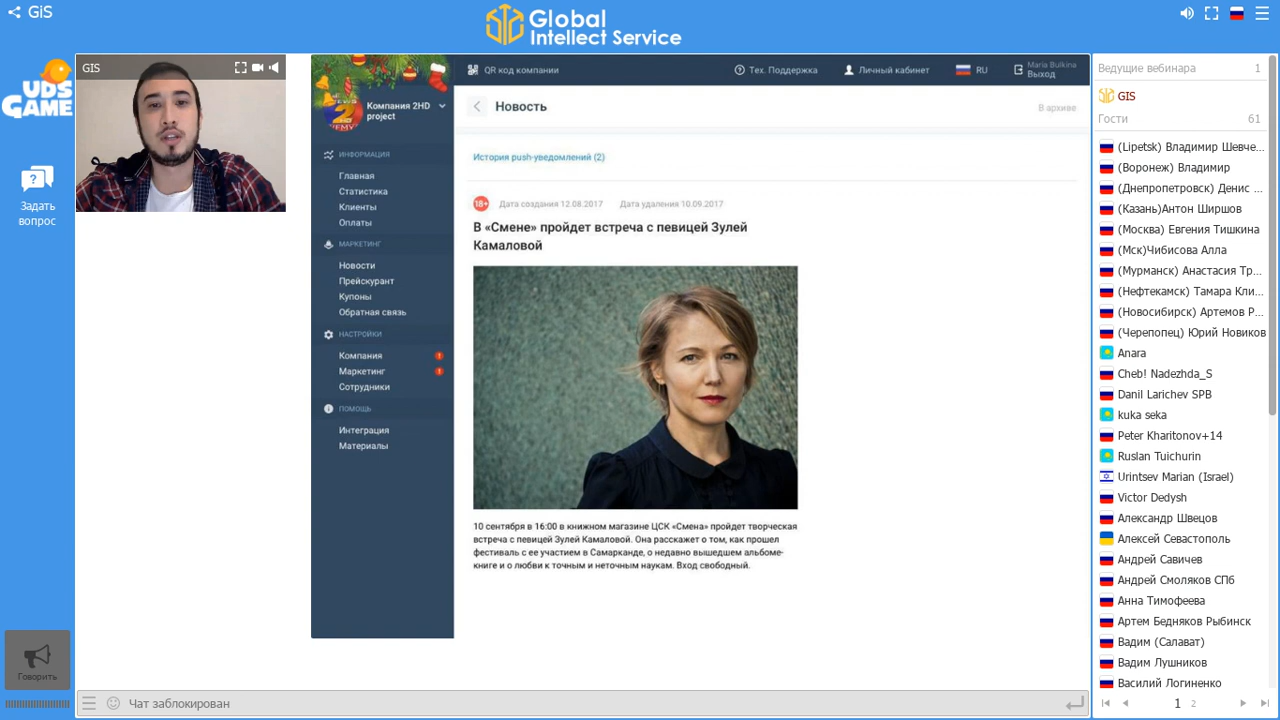 GiS
Global
Intellect Service
UDS
GAME
Задать
вопрос
Говорить
GIS
QR код компании
Тех. Поддержка
Личный кабинет
RU
Maria Bulkina
Выход
Компания 2HD
project
ИНФОРМАЦИЯ
Главная
Статистика
Клиенты
Оплаты
МАРКЕТИНГ
Новости
Прейскурант
Купоны
Обратная связь
НАСТРОЙКИ
Компания
Маркетинг
Сотрудники
ПОМОЩЬ
Интеграция
Материалы
Новость
В архиве
История push-уведомлений (2)
18+ Дата создания 12.08.2017 Дата удаления 10.09.2017
В «Смене» пройдет встреча с певицей Зулей
Камаловой
10 сентября в 16:00 в книжном магазине ЦСК «Смена» пройдет творческая
встреча с певицей Зулей Камаловой. Она расскажет о том, как прошел
фестиваль с ее участием в Самарканде, о недавно вышедшем альбоме-
книге и о любви к точным и неточным наукам. Вход свободный.
Чат заблокирован
Ведущие вебинара 1
GIS
Гости 61
(Lipetsk) Владимир Шевче...
(Воронеж) Владимир
(Днепропетровск) Денис ...
(Казань)Антон Ширшов
(Москва) Евгения Тишкина
(Мск)Чибисова Алла
(Мурманск) Анастасия Тр...
(Нефтекамск) Тамара Кли...
(Новосибирск) Артемов Р...
(Череповец) Юрий Новиков
Anara
Cheb! Nadezhda_S
Danil Larichev SPB
kuka seka
Peter Kharitonov+14
Ruslan Tuichurin
Urintsev Marian (Israel)
Victor Dedysh
Александр Швецов
Алексей Севастополь
Андрей Савичев
Андрей Смоляков СПб
Анна Тимофеева
Артем Бедняков Рыбинск
Вадим (Салават)
Вадим Лушников
Василий Логиненко
1 2